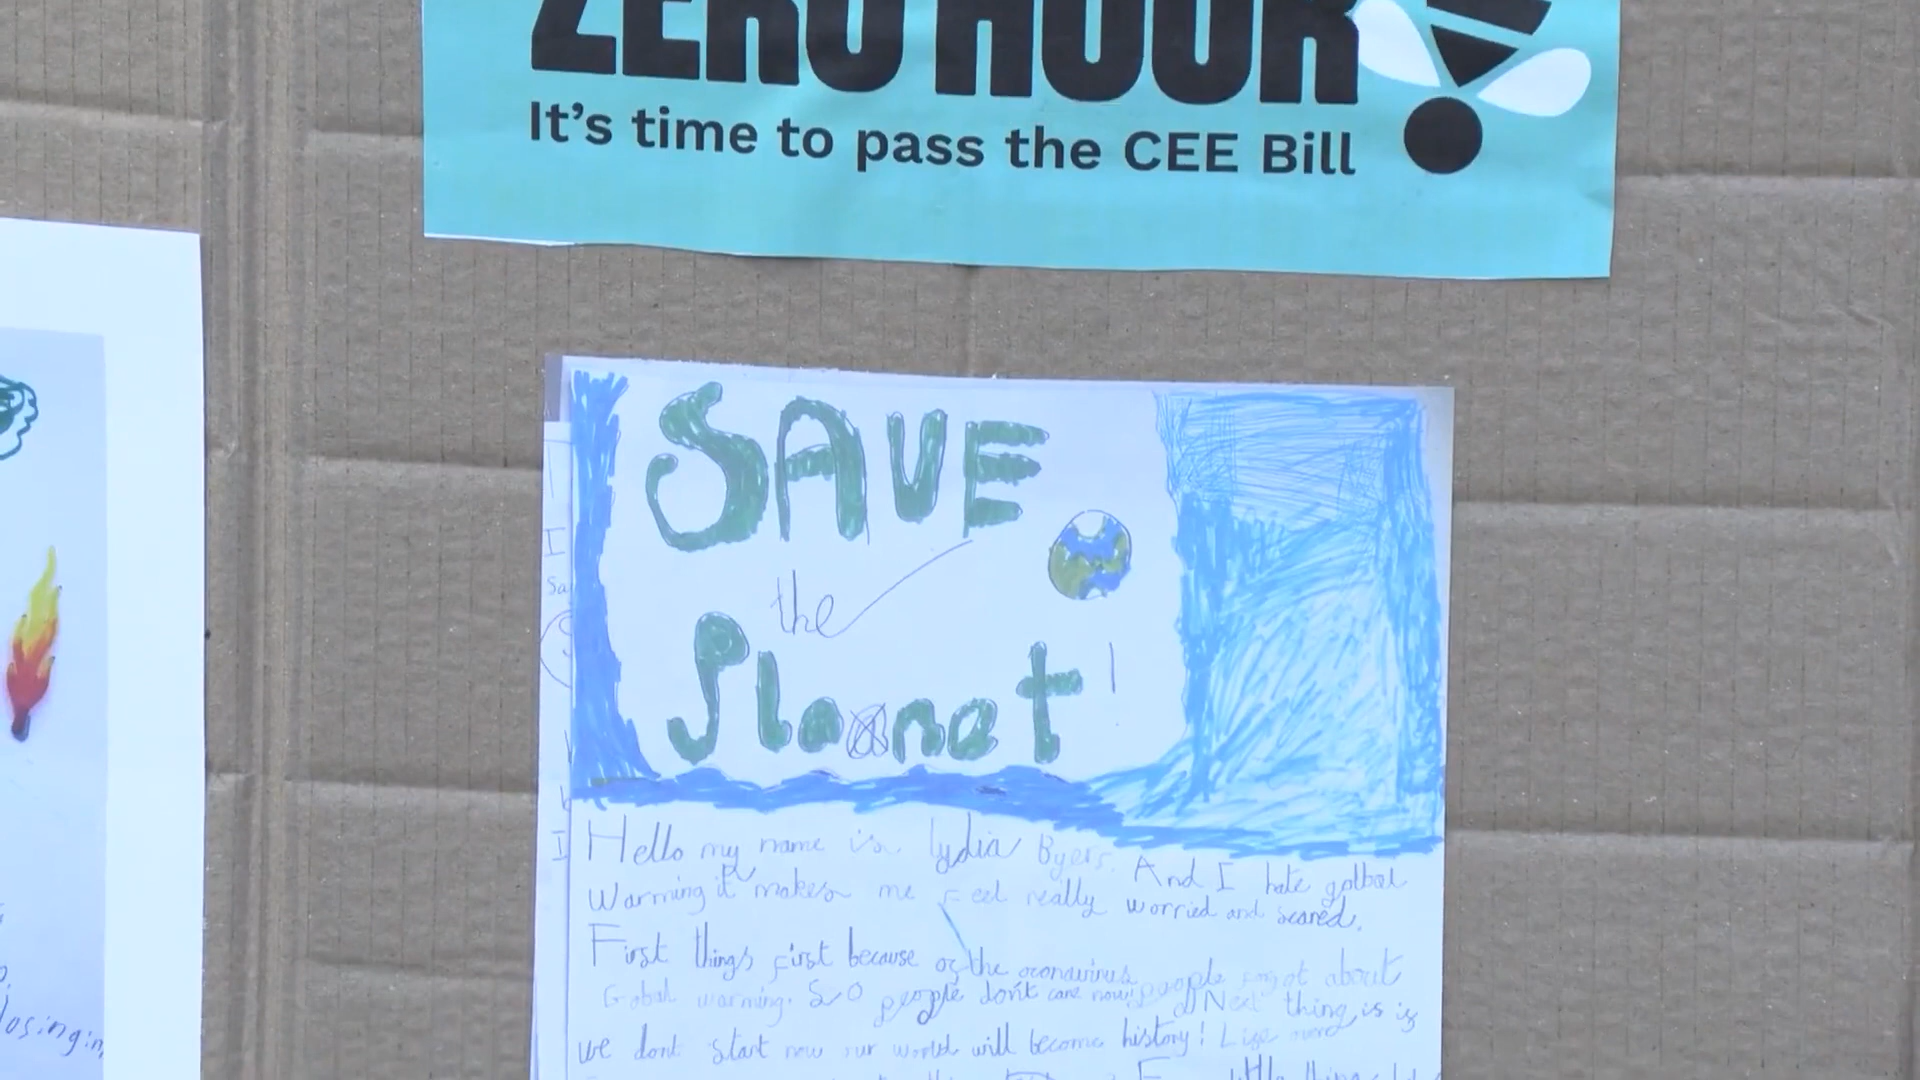 ZERO HOUR
It's time to pass the CEE Bill
SAVE
the
Planet!
Hello my name is Lydia Byers. And I hate golbal
Warming it makes me Feel really worried and scared.
First things first because of the oronavirus people forgot about
Gobal warming. SO people don't care now! Next thing is is
we dont start now our world will become history!
losing